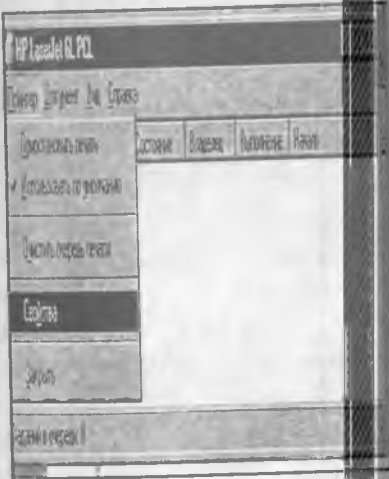 HP LaserJet 6L PCL
Принтер Документ Вид Справка
Состояние Владелец Выполнение Начало
Приостановить печать
✓ Использовать по умолчанию
Очистить очередь печати
Свойства
Закрыть